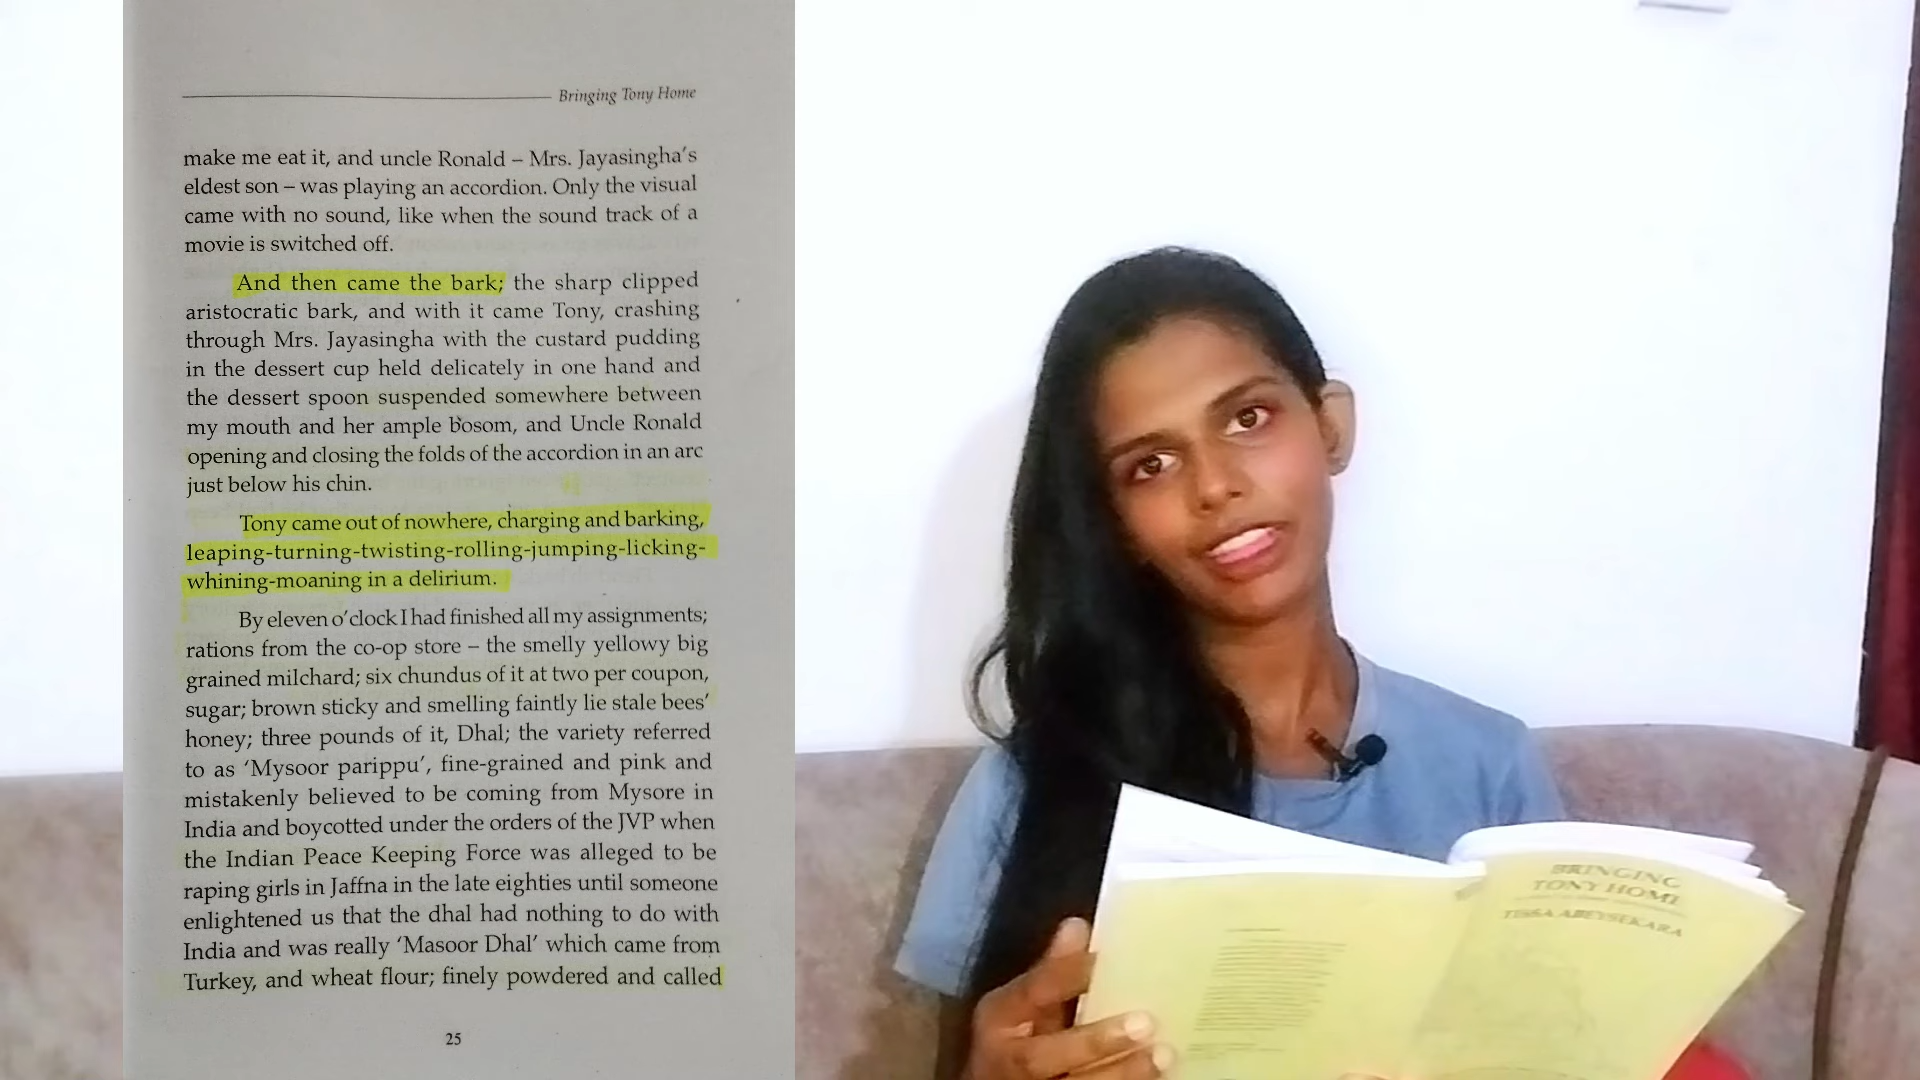 Bringing Tony Home
make me eat it, and uncle Ronald – Mrs. Jayasingha's
eldest son – was playing an accordion. Only the visual
came with no sound, like when the sound track of a
movie is switched off.
And then came the bark; the sharp clipped
aristocratic bark, and with it came Tony, crashing
through Mrs. Jayasingha with the custard pudding
in the dessert cup held delicately in one hand and
the dessert spoon suspended somewhere between
my mouth and her ample bosom, and Uncle Ronald
opening and closing the folds of the accordion in an arc
just below his chin.
Tony came out of nowhere, charging and barking,
leaping-turning-twisting-rolling-jumping-licking-
whining-moaning in a delirium.
By eleven o'clock I had finished all my assignments;
rations from the co-op store – the smelly yellowy big
grained milchard; six chundus of it at two per coupon,
sugar; brown sticky and smelling faintly lie stale bees'
honey; three pounds of it, Dhal; the variety referred
to as 'Mysoor parippu', fine-grained and pink and
mistakenly believed to be coming from Mysore in
India and boycotted under the orders of the JVP when
the Indian Peace Keeping Force was alleged to be
raping girls in Jaffna in the late eighties until someone
enlightened us that the dhal had nothing to do with
India and was really 'Masoor Dhal' which came from
Turkey, and wheat flour; finely powdered and called
25
BRINGING
TONY HOME
TISSA ABEYSEKARA